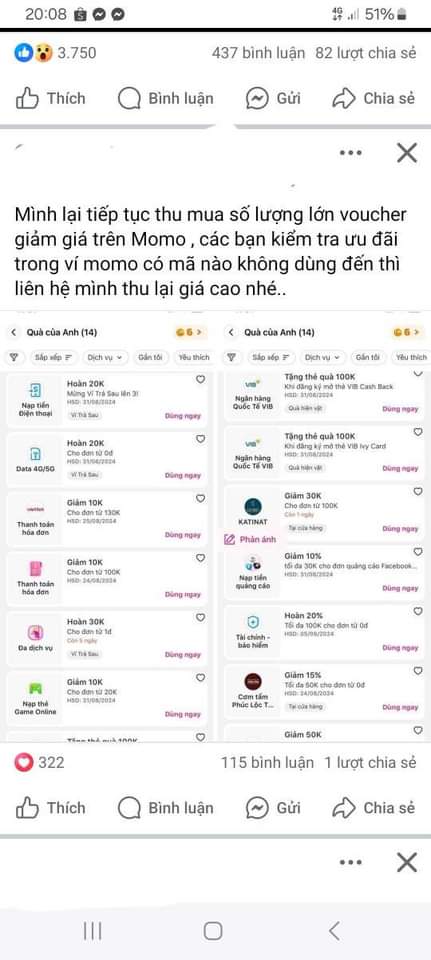 20:08
4G
51%
3.750
437 bình luận 82 lượt chia sẻ
Thích
Bình luận
Gửi
Chia sẻ
Mình lại tiếp tục thu mua số lượng lớn voucher
giảm giá trên Momo , các bạn kiểm tra ưu đãi
trong ví momo có mã nào không dùng đến thì
liên hệ mình thu lại giá cao nhé..
Quà của Anh (14)
6
Sắp xếp
Dịch vụ
Gần tôi
Yêu thích
Nạp tiền
Điện thoại
Hoàn 20K
Mừng Ví Trả Sau lên 3!
HSD: 31/08/2024
Ví Trả Sau
Dùng ngay
Data 4G/5G
Hoàn 20K
Cho đơn từ 0đ
HSD: 31/08/2024
Ví Trả Sau
Dùng ngay
viettel
Thanh toán
hóa đơn
Giảm 10K
Cho đơn từ 130K
HSD: 25/08/2024
Dùng ngay
Thanh toán
hóa đơn
Giảm 10K
Cho đơn từ 100K
HSD: 24/08/2024
Dùng ngay
Đa dịch vụ
Hoàn 30K
Cho đơn từ 1đ
Còn 5 ngày
Ví Trả Sau
Dùng ngay
Nạp thẻ
Game Online
Giảm 10K
Cho đơn từ 20K
HSD: 31/08/2024
Dùng ngay
Tặng thẻ quà 100K
Quà của Anh (14)
6
Sắp xếp
Dịch vụ
Gần tôi
Yêu thích
VIB
Ngân hàng
Quốc Tế VIB
Tặng thẻ quà 100K
Khi đăng ký mở thẻ VIB Cash Back
HSD: 31/08/2024
Quà hiện vật
Dùng ngay
VIB
Ngân hàng
Quốc Tế VIB
Tặng thẻ quà 100K
Khi đăng ký mở thẻ VIB Ivy Card
HSD: 31/08/2024
Quà hiện vật
Dùng ngay
KATINAT
Giảm 30K
Cho đơn từ 100K
Còn 1 ngày
Tại cửa hàng
Dùng ngay
Phản ánh
Nạp tiền
quảng cáo
Giảm 10%
tối đa 30K cho đơn quảng cáo Facebook...
HSD: 31/08/2024
Dùng ngay
Tài chính -
bảo hiểm
Hoàn 20%
Tối đa 100K cho đơn từ 0đ
HSD: 05/09/2024
Dùng ngay
Cơm tấm
Phúc Lộc T...
Giảm 15%
Tối đa 50K cho đơn từ 0đ
HSD: 24/08/2024
Tại cửa hàng
Dùng ngay
Giảm 50K
322
115 bình luận 1 lượt chia sẻ
Thích
Bình luận
Gửi
Chia sẻ